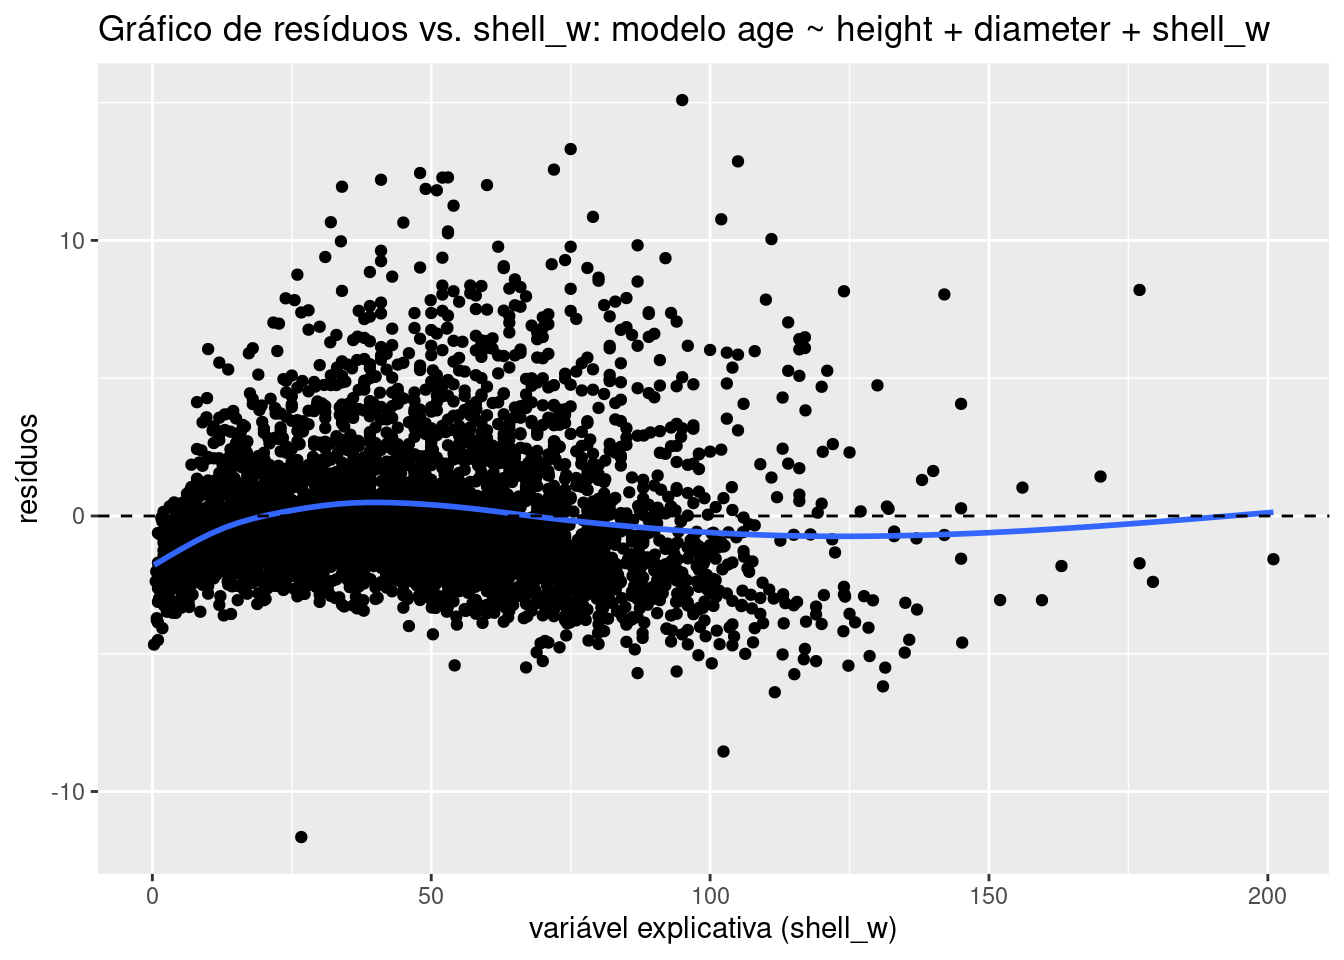 Gráfico de resíduos vs. shell_w: modelo age ~ height + diameter + shell_w
resíduos
10
0
-10
0 50 100 150 200
variável explicativa (shell_w)